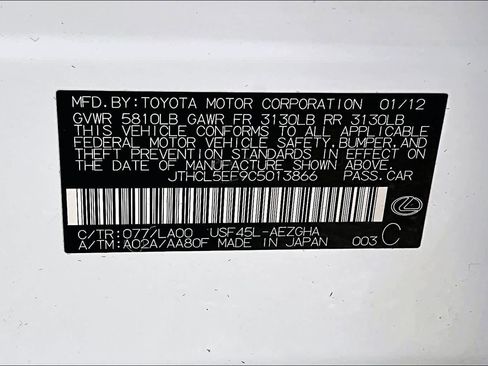 MFD. BY: TOYOTA MOTOR CORPORATION 01/12
GVWR 5810LB GAWR FR 3130LB RR 3130LB
THIS VEHICLE CONFORMS TO ALL APPLICABLE
FEDERAL MOTOR VEHICLE SAFETY, BUMPER, AND
THEFT PREVENTION STANDARDS IN EFFECT ON
THE DATE OF MANUFACTURE SHOWN ABOVE.
JTHCL5EF9C5013866 PASS. CAR
C/TR: 077/LA00 USF45L-AEZGHA
A/TM: A02A/AA80F MADE IN JAPAN 003 C